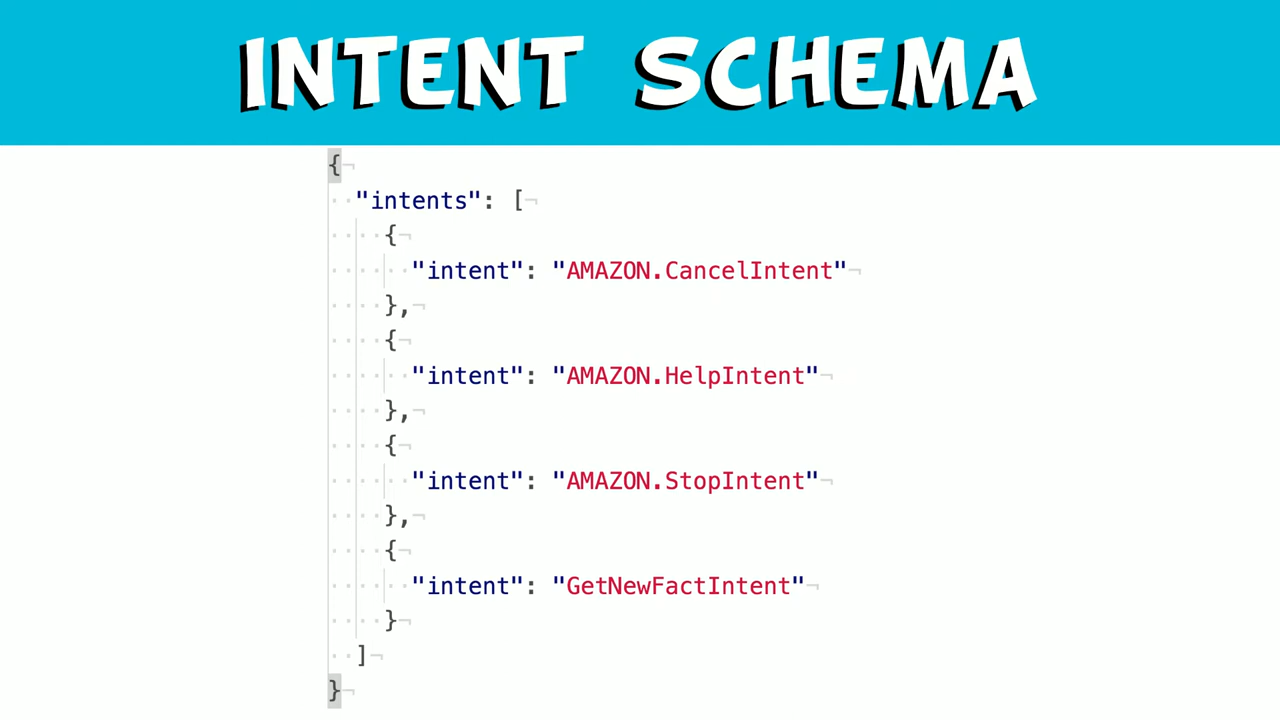 INTENT SCHEMA
{
  "intents": [
    {
      "intent": "AMAZON.CancelIntent"
    },
    {
      "intent": "AMAZON.HelpIntent"
    },
    {
      "intent": "AMAZON.StopIntent"
    },
    {
      "intent": "GetNewFactIntent"
    }
  ]
}